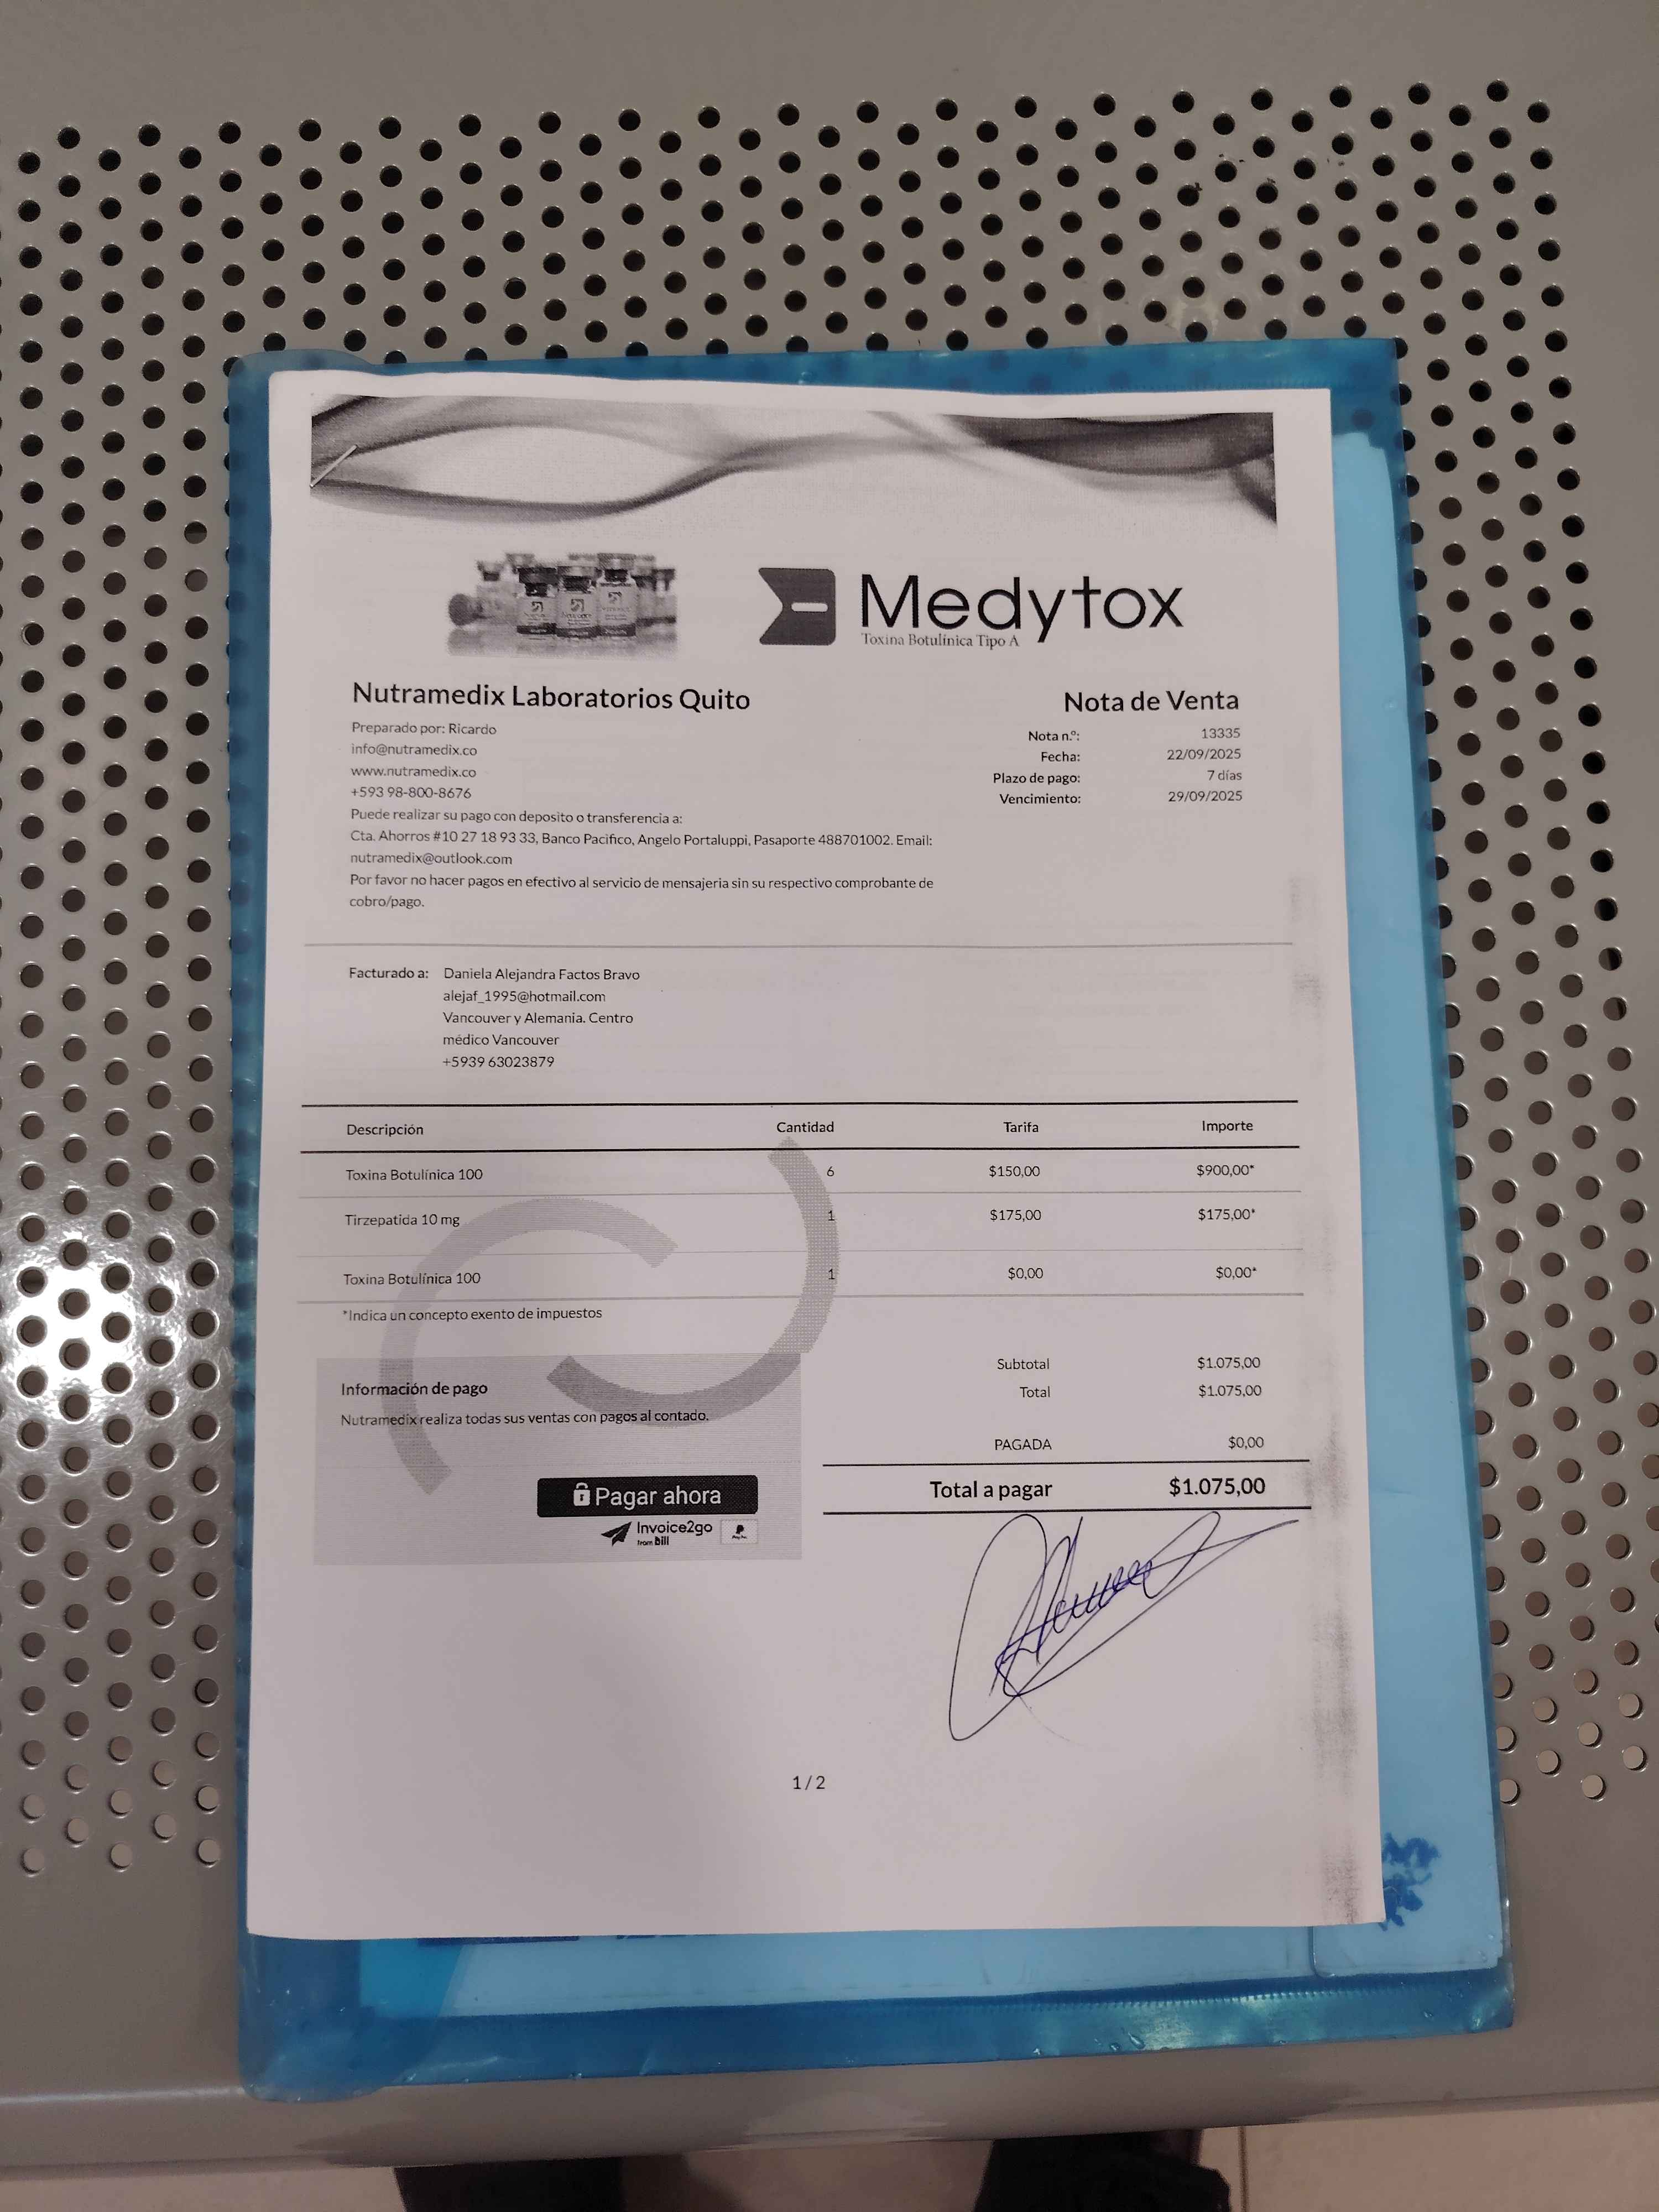 Medytox
Toxina Botulínica Tipo A
Nutramedix Laboratorios Quito
Preparado por: Ricardo
info@nutramedix.co
www.nutramedix.co
+593 98-800-8676
Puede realizar su pago con deposito o transferencia a:
Cta. Ahorros #10 27 18 93 33, Banco Pacifico, Angelo Portaluppi, Pasaporte 488701002. Email:
nutramedix@outlook.com
Por favor no hacer pagos en efectivo al servicio de mensajeria sin su respectivo comprobante de
cobro/pago.
Nota de Venta
Nota n.º: 13335
Fecha: 22/09/2025
Plazo de pago: 7 días
Vencimiento: 29/09/2025
Facturado a: Daniela Alejandra Factos Bravo
alejaf_1995@hotmail.com
Vancouver y Alemania. Centro
médico Vancouver
+5939 63023879
Descripción Cantidad Tarifa Importe
Toxina Botulínica 100 6 $150,00 $900,00*
Tirzepatida 10 mg 1 $175,00 $175,00*
Toxina Botulínica 100 1 $0,00 $0,00*
*Indica un concepto exento de impuestos
Subtotal $1.075,00
Total $1.075,00
PAGADA $0,00
Total a pagar $1.075,00
Información de pago
Nutramedix realiza todas sus ventas con pagos al contado.
Pagar ahora
Invoice2go
from Bill
1 / 2